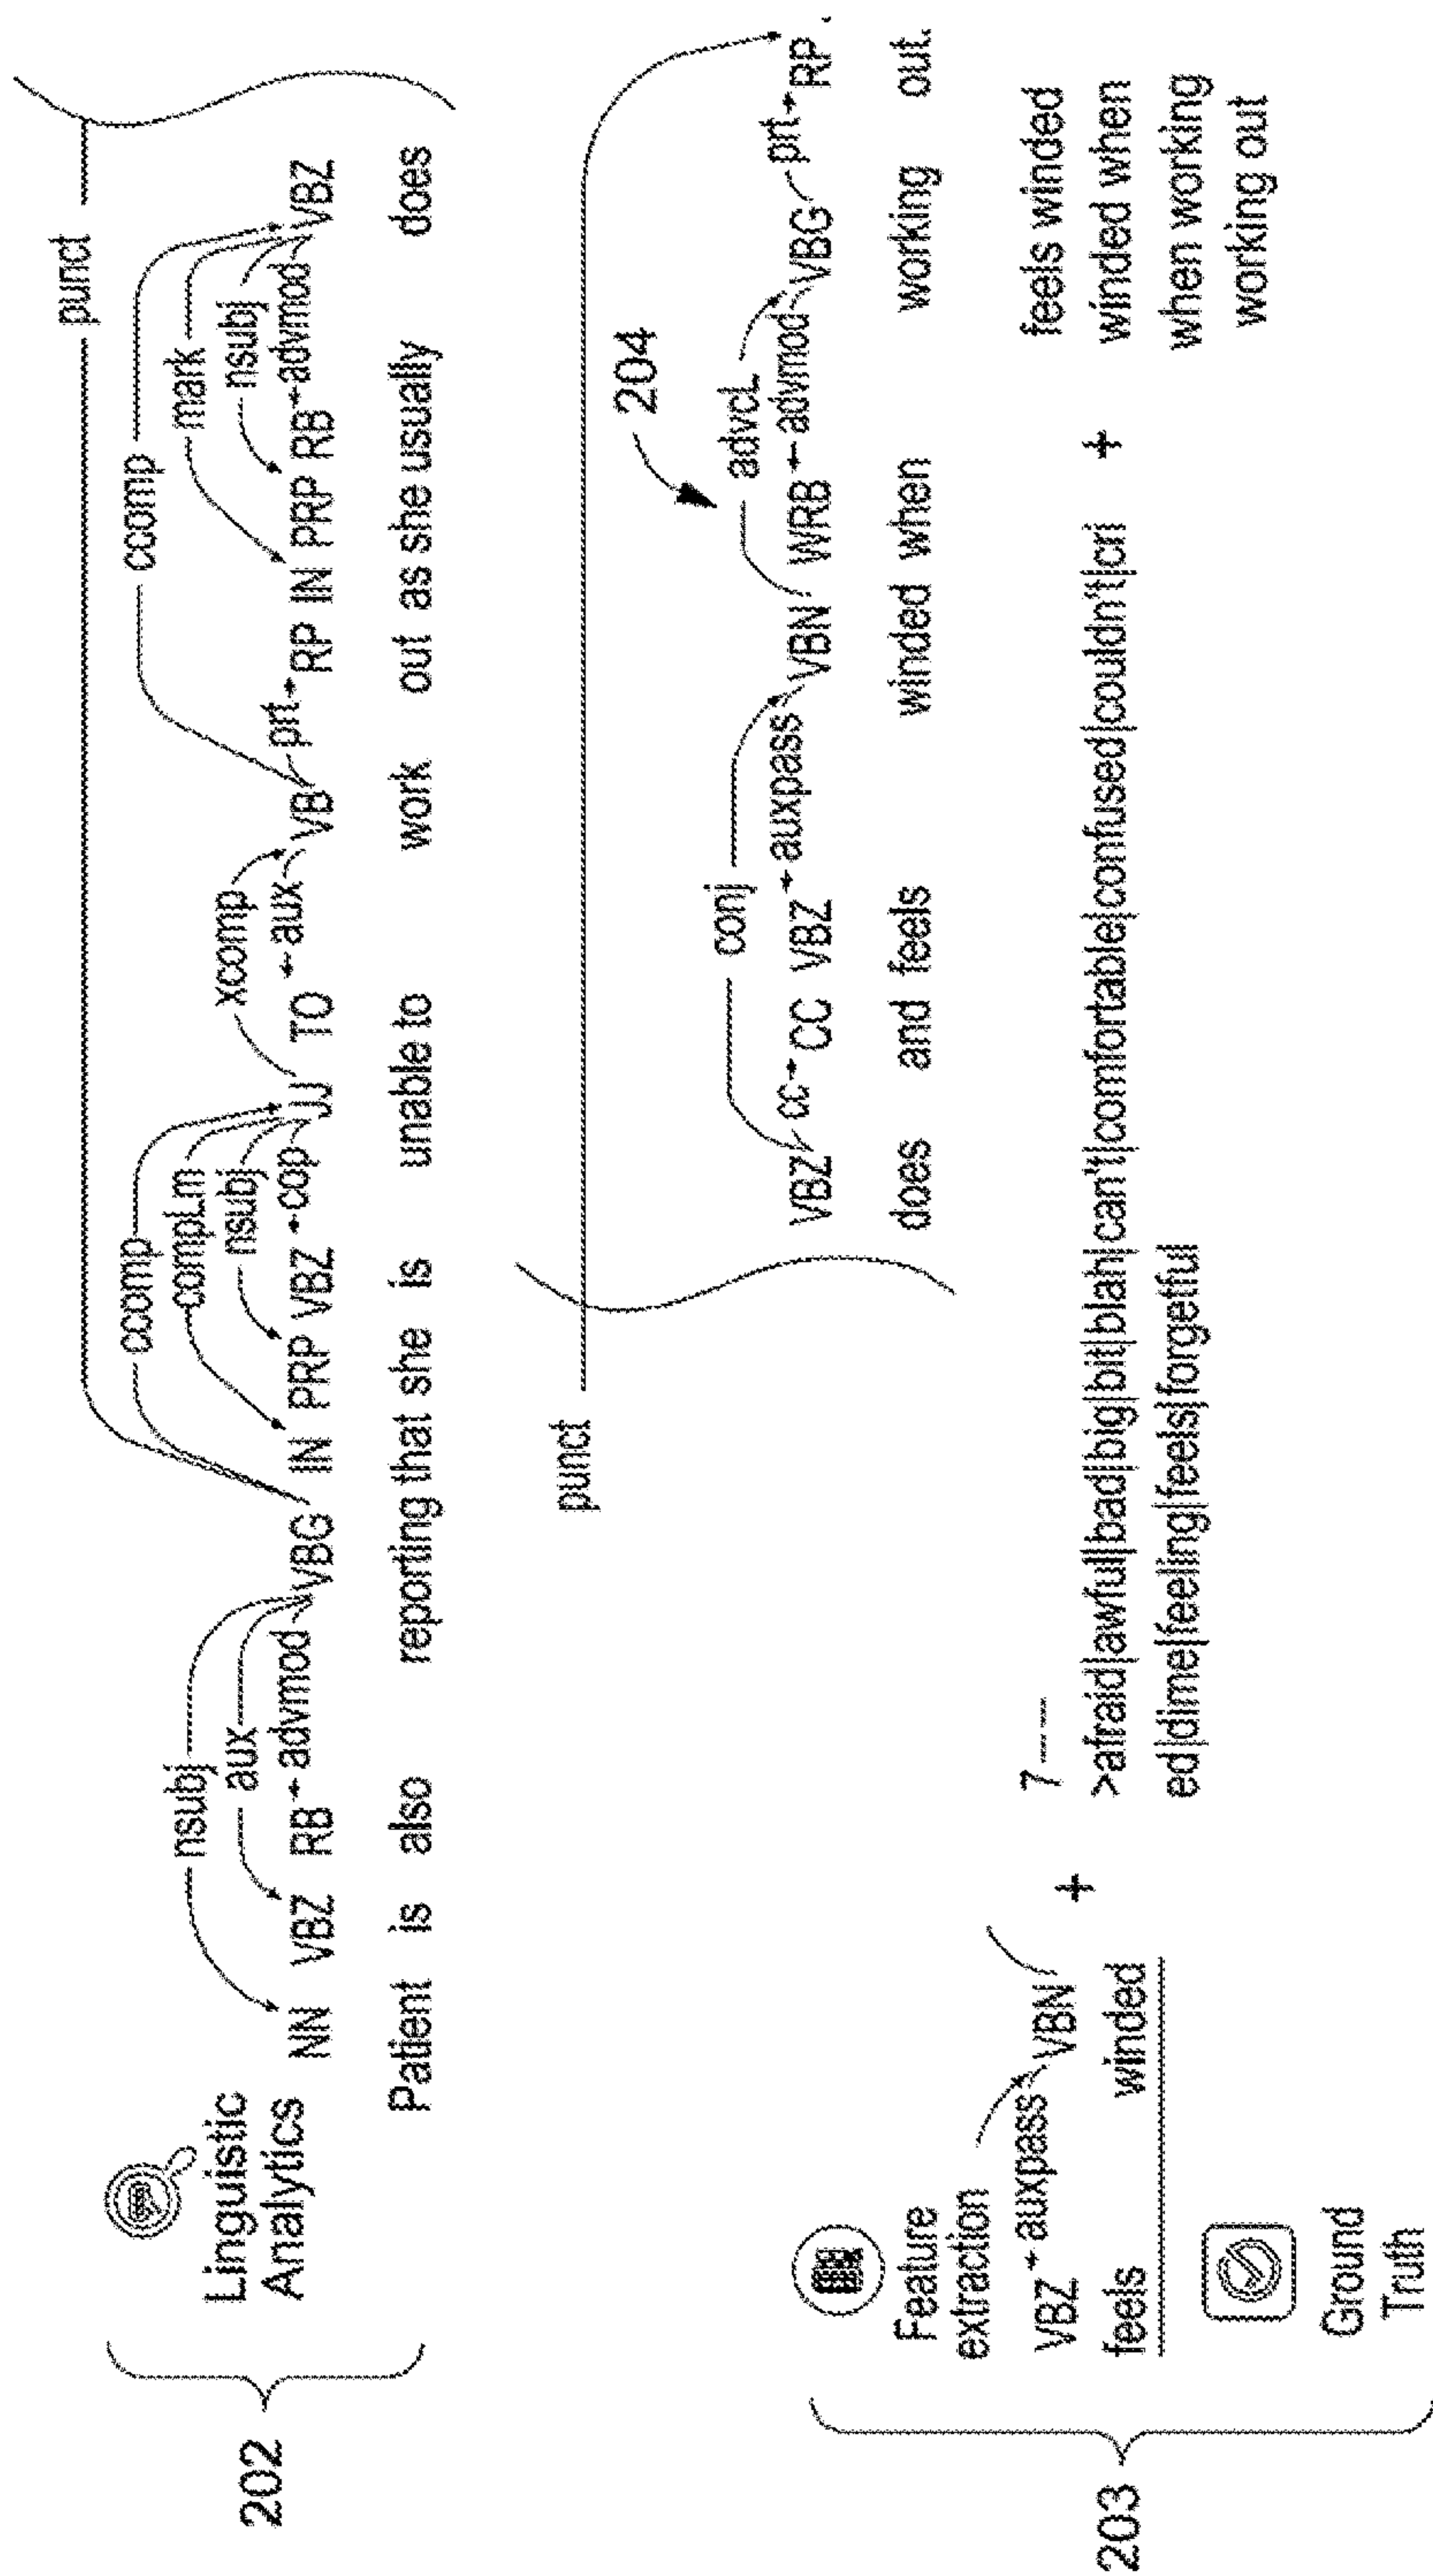 202
Linguistic
Analytics
punct
ccomp ccomp
nsubj compLm mark
aux nsubj xcomp nsubj
NN VBZ RB advmod VBG IN PRP VBZ cop JJ TO aux VB prt RP IN PRP RB advmod VBZ
Patient is also reporting that she is unable to work out as she usually does
punct
204
conj advcL
VBZ cc CC VBZ auxpass VBN WRB advmod VBG prt RP .
does and feels winded when working out.
203
Feature
extraction
VBZ auxpass VBN
feels winded
+
7----
>afraid|awful|bad|big|bit|blah|can't|comfortable|confused|couldn't|cri
ed|dime|feeling|feels|forgetful
+
feels winded
winded when
when working
working out
Ground
Truth